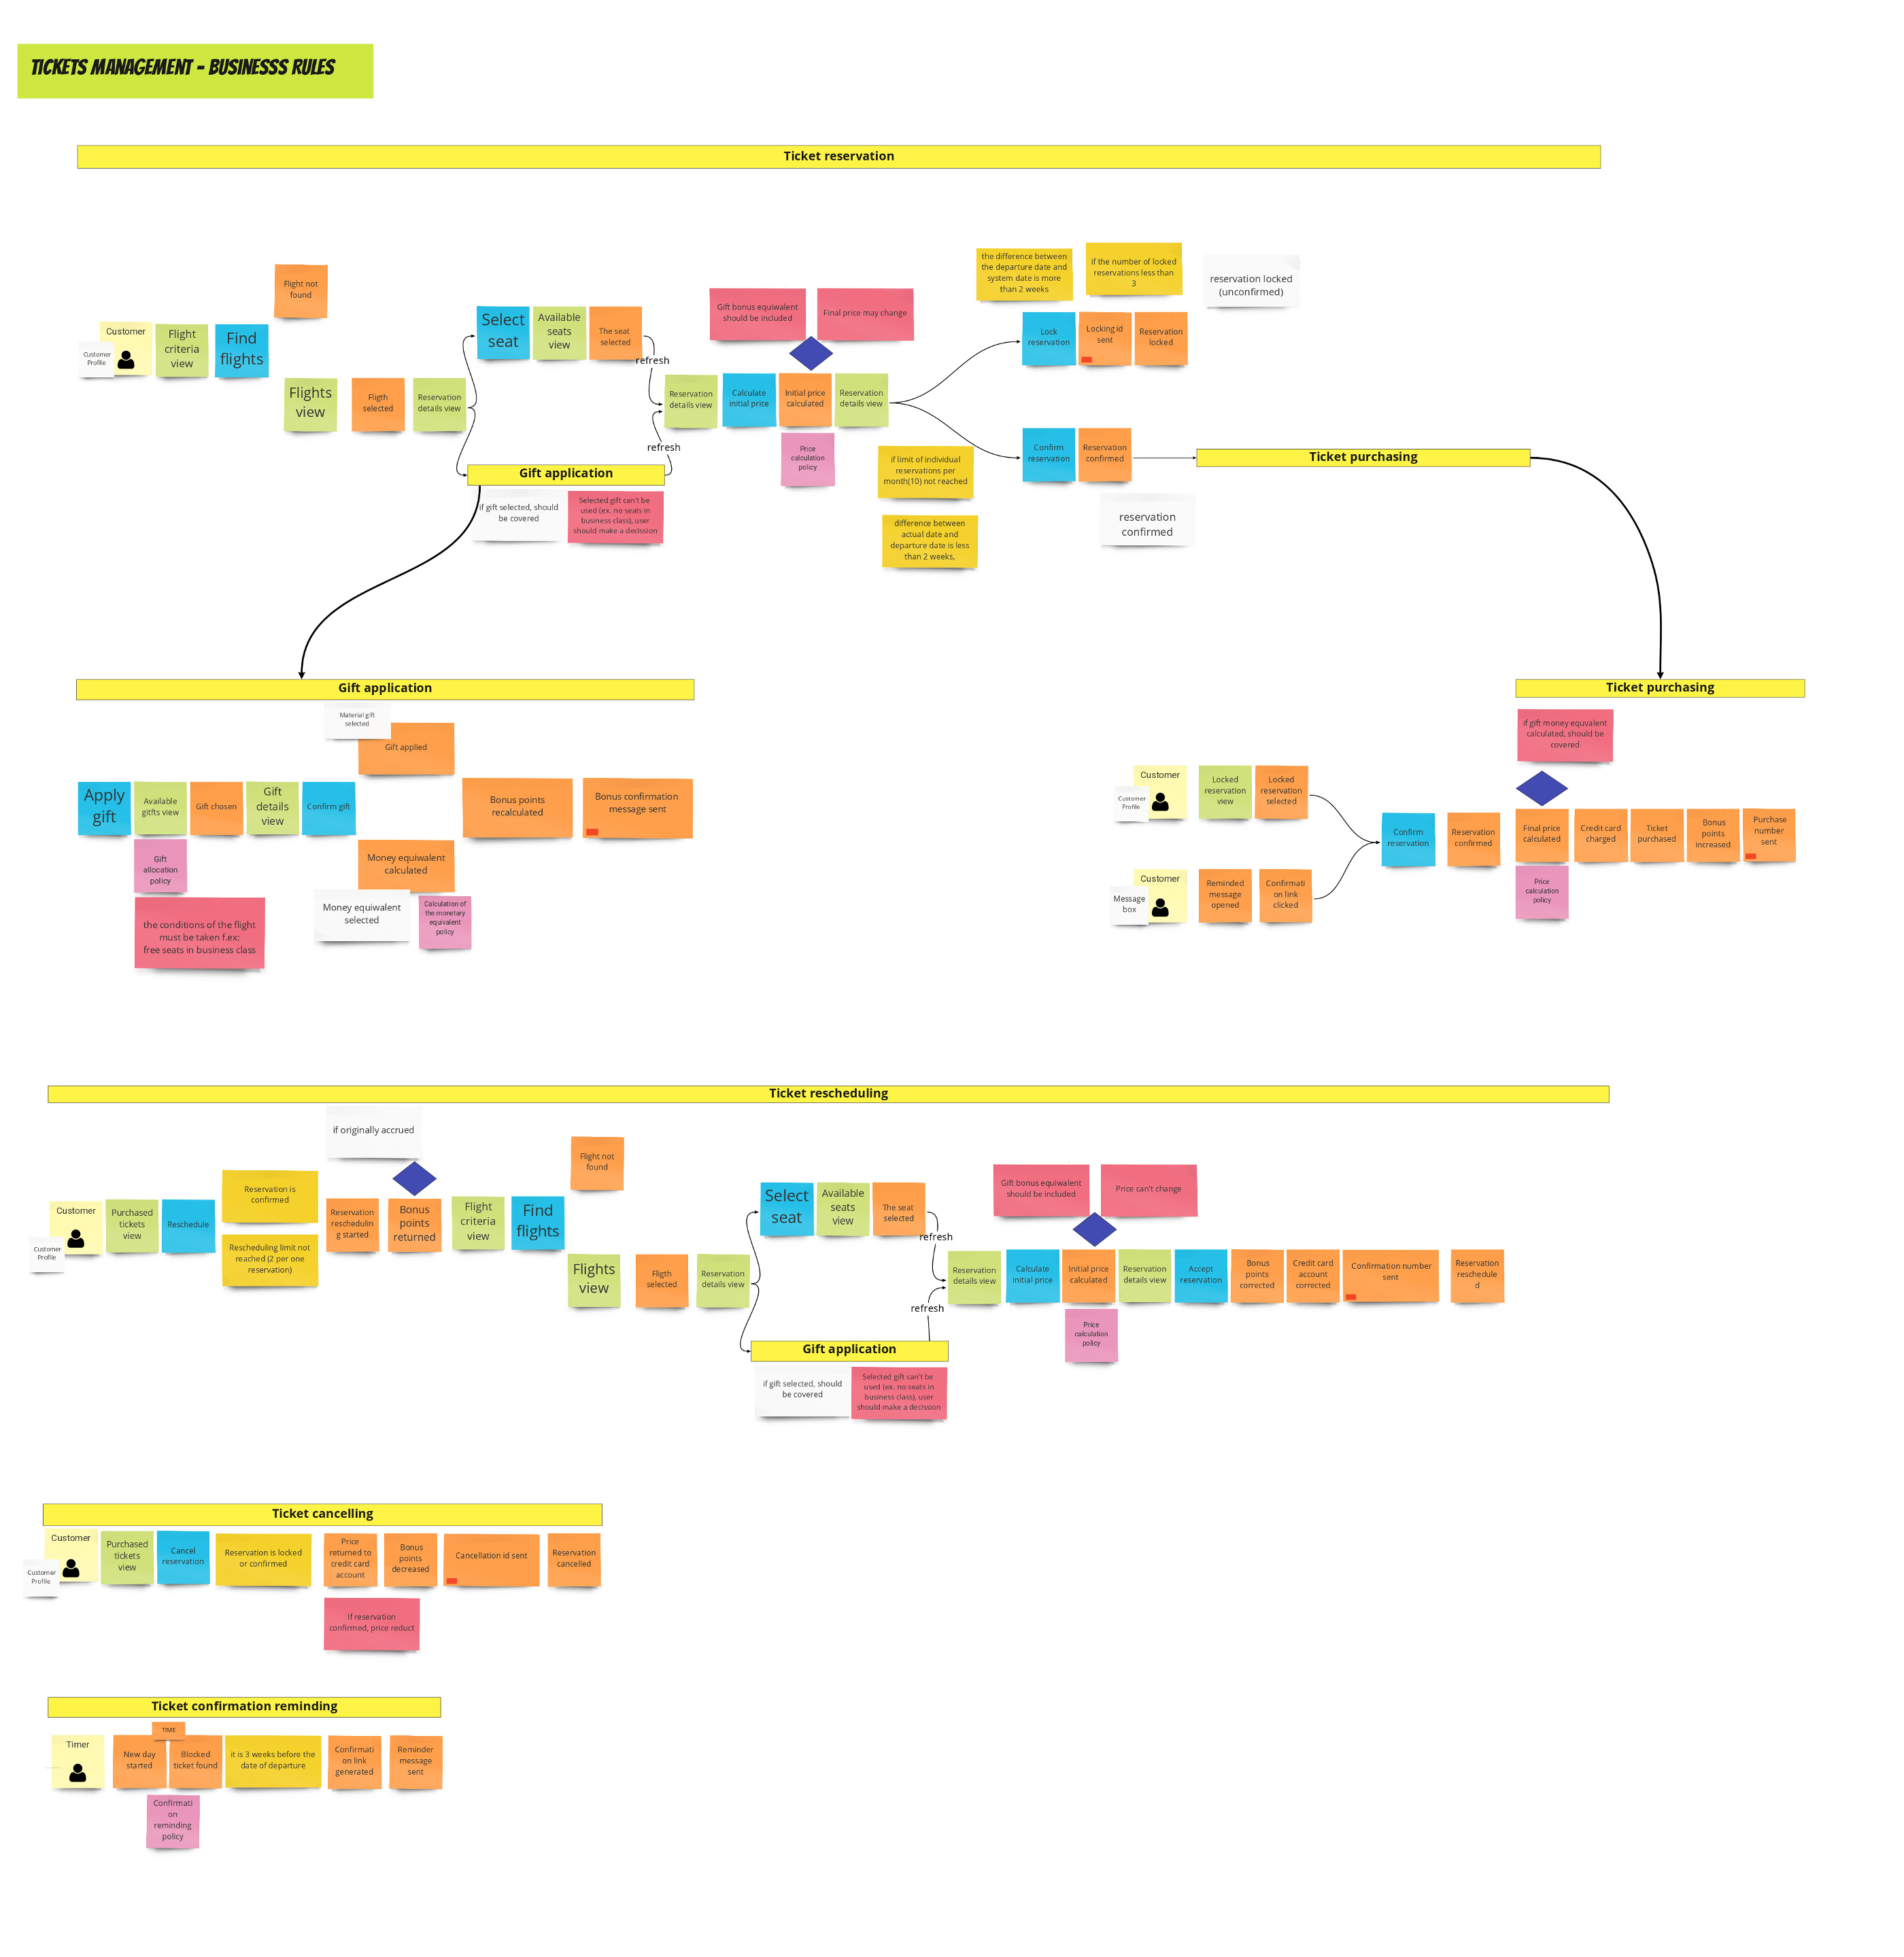 TICKETS MANAGEMENT - BUSINESSS RULES
Ticket reservation
Flight not
found
Customer
Customer
Profile
Flight
criteria
view
Find
flights
Flights
view
Fligth
selected
Reservation
details view
Select
seat
Available
seats
view
The seat
selected
refresh
refresh
Gift application
if gift selected, should
be covered
Selected gift can't be
used (ex. no seats in
business class), user
should make a decission
Gift bonus equivalent
should be included
Final price may change
Reservation
details view
Calculate
initial price
Initial price
calculated
Reservation
details view
Price
calculation
policy
the difference between
the departure date and
system date is more
than 2 weeks
if the number of locked
reservations less than
3
reservation locked
(unconfirmed)
Lock
reservation
Locking id
sent
Reservation
locked
if limit of individual
reservations per
month(10) not reached
difference between
actual date and
departure date is less
than 2 weeks,
Confirm
reservation
Reservation
confirmed
reservation
confirmed
Ticket purchasing
Gift application
Material gift
selected
Gift applied
Apply
gift
Available
gitfts view
Gift chosen
Gift
details
view
Confirm gift
Bonus points
recalculated
Bonus confirmation
message sent
Gift
allocation
policy
Money equivalent
calculated
Money equiwalent
selected
Calculation of
the monetary
equivalent
policy
the conditions of the flight
must be taken f.ex:
free seats in business class
Ticket purchasing
if gift money equvalent
calculated, should be
covered
Customer
Customer
Profile
Locked
reservation
view
Locked
reservation
selected
Customer
Message
box
Reminded
message
opened
Confirmati
on link
clicked
Confirm
reservation
Reservation
confirmed
Final price
calculated
Credit card
charged
Ticket
purchased
Bonus
points
increased
Purchase
number
sent
Price
calculation
policy
Ticket rescheduling
if originally accrued
Customer
Customer
Profile
Purchased
tickets
view
Reschedule
Reservation is
confirmed
Rescheduling limit not
reached (2 per one
reservation)
Reservation
reschedulin
g started
Bonus
points
returned
Flight
criteria
view
Find
flights
Flight not
found
Flights
view
Fligth
selected
Reservation
details view
Select
seat
Available
seats
view
The seat
selected
refresh
refresh
Gift application
if gift selected, should
be covered
Selected gift can't be
used (ex. no seats in
business class), user
should make a decission
Gift bonus equivalent
should be included
Price can't change
Reservation
details view
Calculate
initial price
Initial price
calculated
Reservation
details view
Accept
reservation
Bonus
points
corrected
Credit card
account
corrected
Confirmation number
sent
Reservation
reschedule
d
Price
calculation
policy
Ticket cancelling
Customer
Customer
Profile
Purchased
tickets
view
Cancel
reservation
Reservation is locked
or confirmed
Price
returned to
credit card
account
Bonus
points
decreased
Cancellation id sent
Reservation
cancelled
If reservation
confirmed, price reduct
Ticket confirmation reminding
Timer
TIME
New day
started
Blocked
ticket found
it is 3 weeks before the
date of departure
Confirmati
on link
generated
Reminder
message
sent
Confirmati
on
reminding
policy